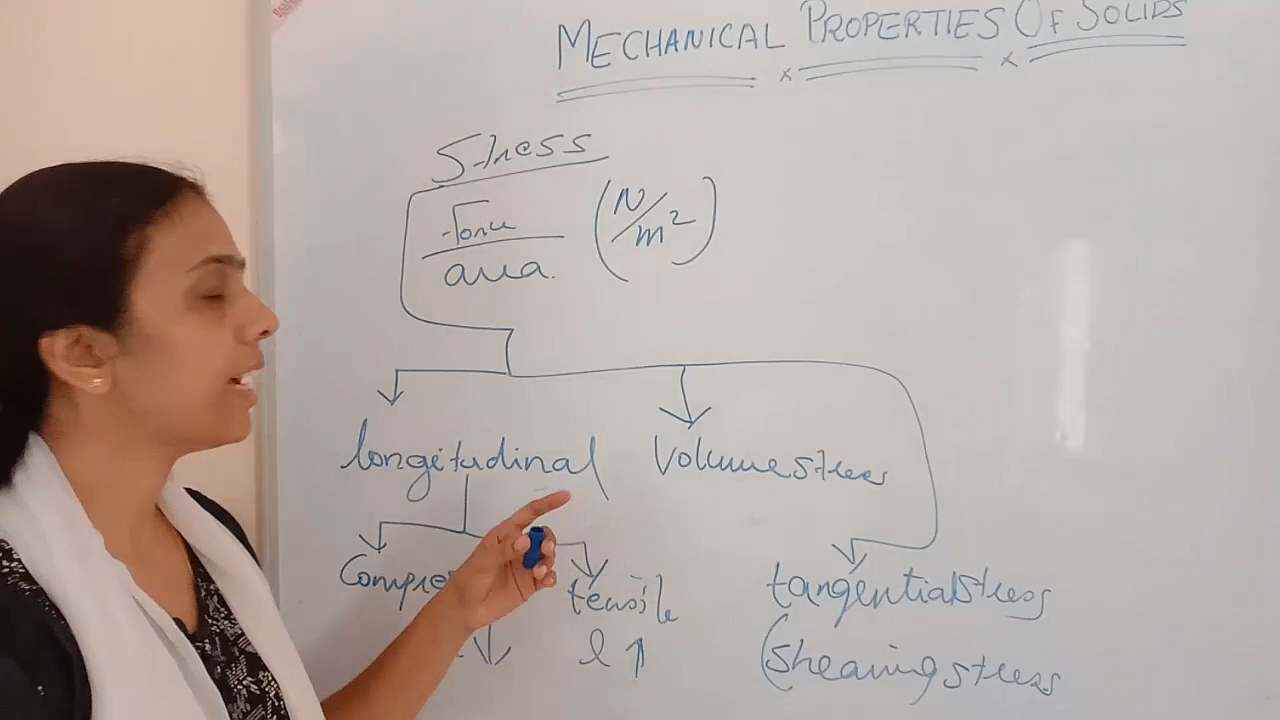 MECHANICAL PROPERTIES OF SOLIDS
x x
Stress
Force
area.
(N/m²)
longitudinal
Volume stress
tensile
l ↑
tangential stress
(shearing stress